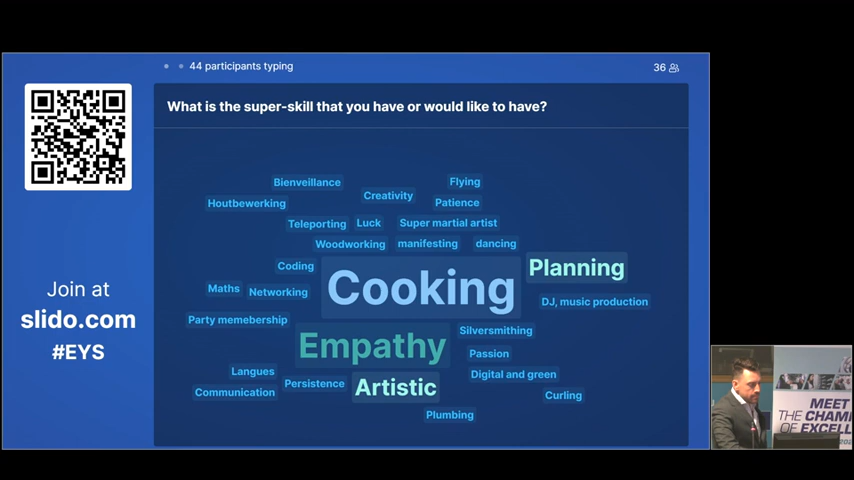 44 participants typing
36
What is the super-skill that you have or would like to have?
Bienveillance
Flying
Creativity
Houtbewerking
Patience
Teleporting
Luck
Super martial artist
Woodworking
manifesting
dancing
Coding
Planning
Cooking
Maths
Networking
DJ, music production
Party memebership
Silversmithing
Empathy
Passion
Langues
Digital and green
Persistence
Artistic
Communication
Curling
Plumbing
Join at
slido.com
#EYS
MEET
THE CHAM
OF EXCELL